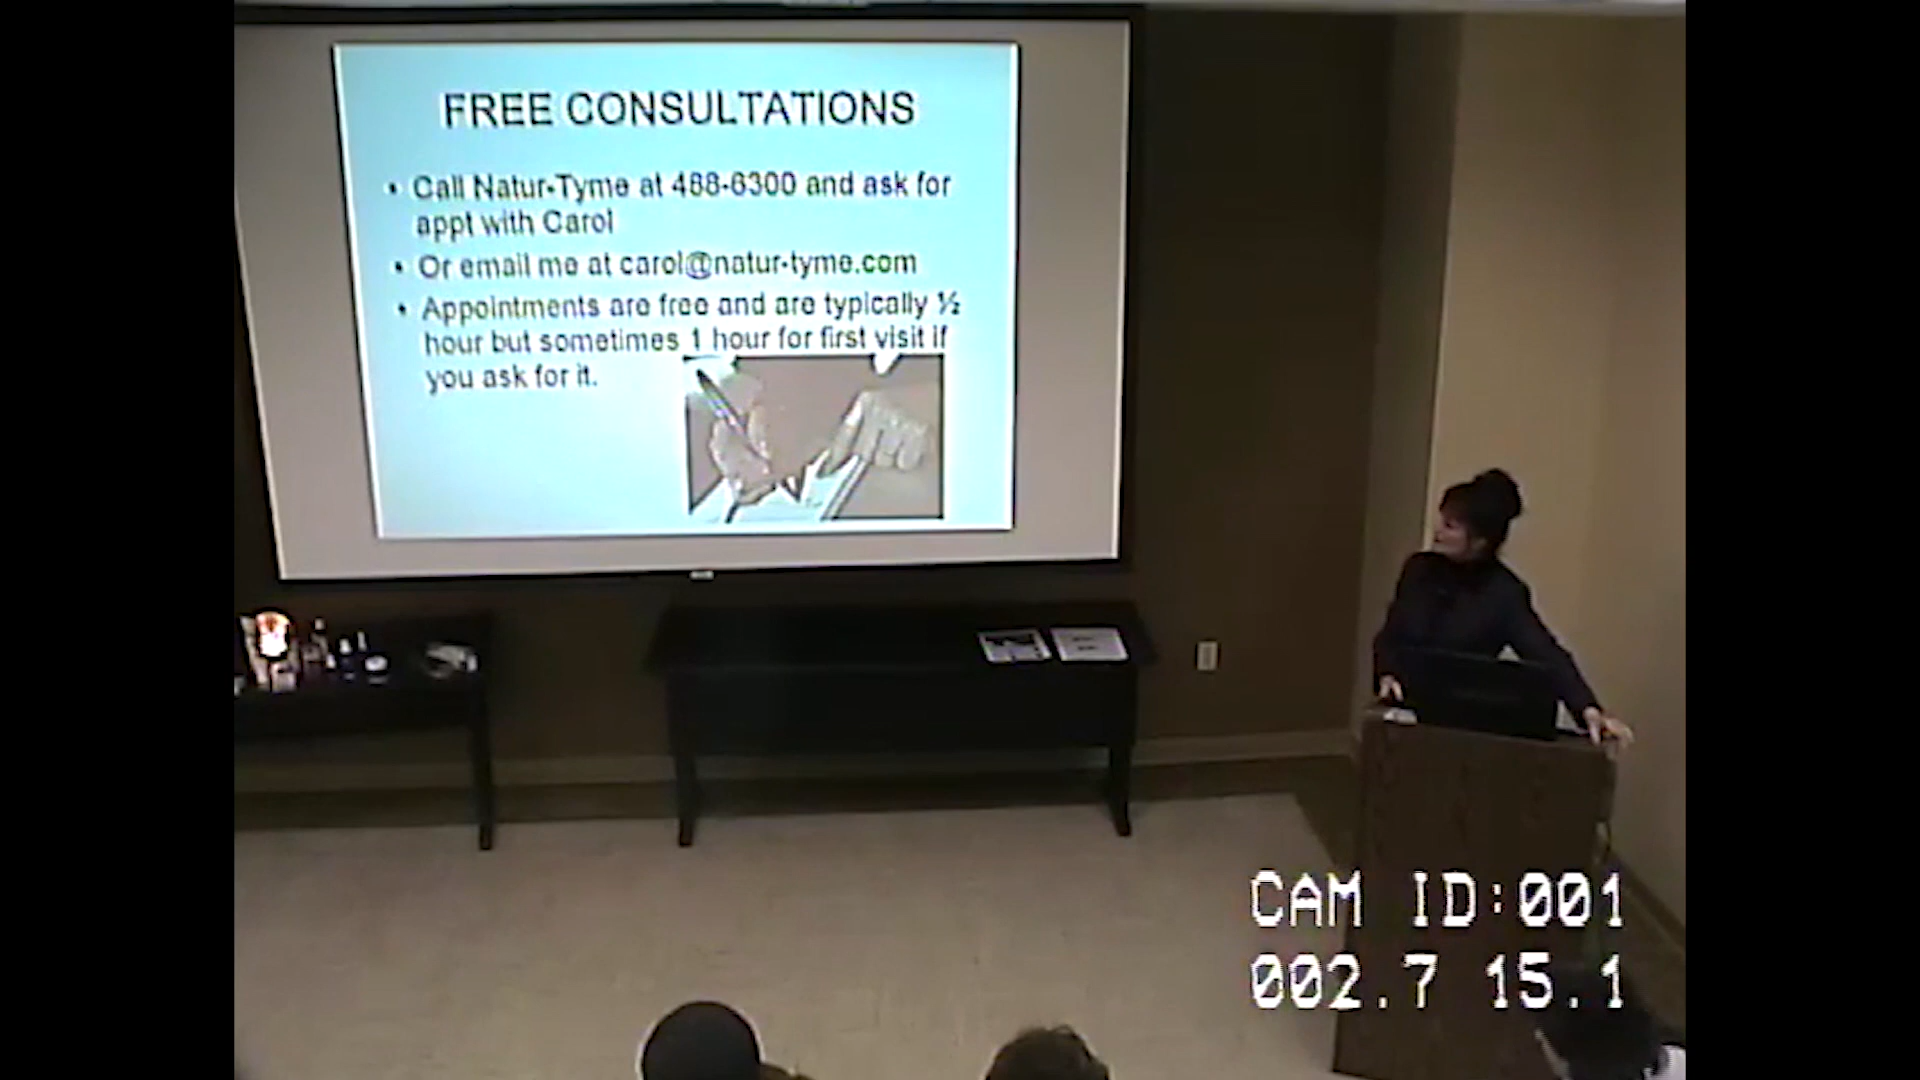 FREE CONSULTATIONS
• Call Natur-Tyme at 488-6300 and ask for
appt with Carol
• Or email me at carol@natur-tyme.com
• Appointments are free and are typically ½
hour but sometimes 1 hour for first visit if
you ask for it.
CAM ID:001
002.7 15.1